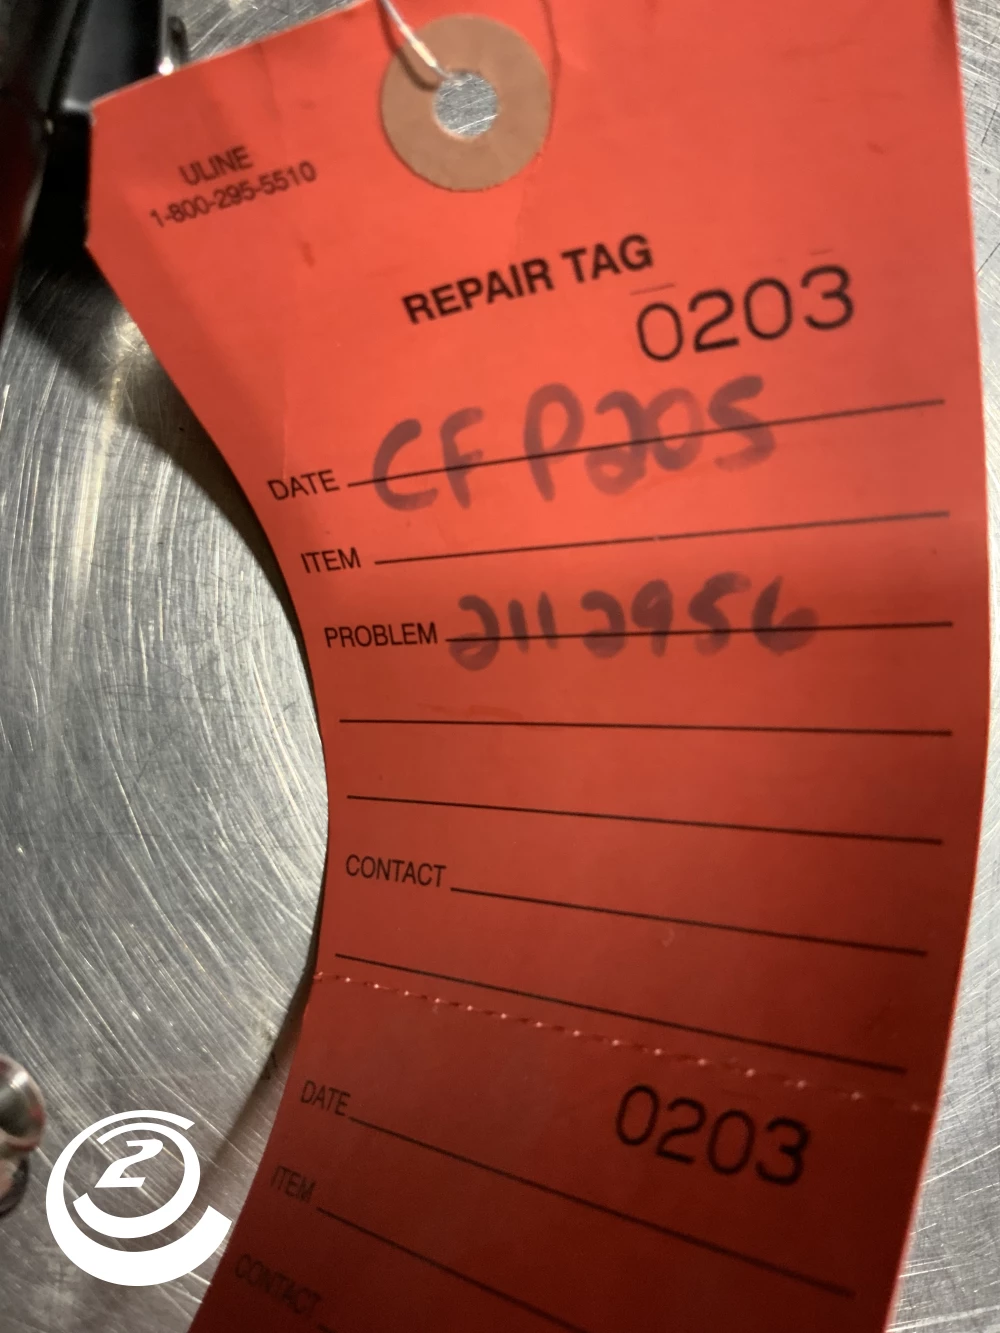 ULINE
1-800-295-5510
REPAIR TAG
0203
DATE CF P205
ITEM
PROBLEM 2112956
CONTACT
0203
DATE
ITEM
CONTACT
2